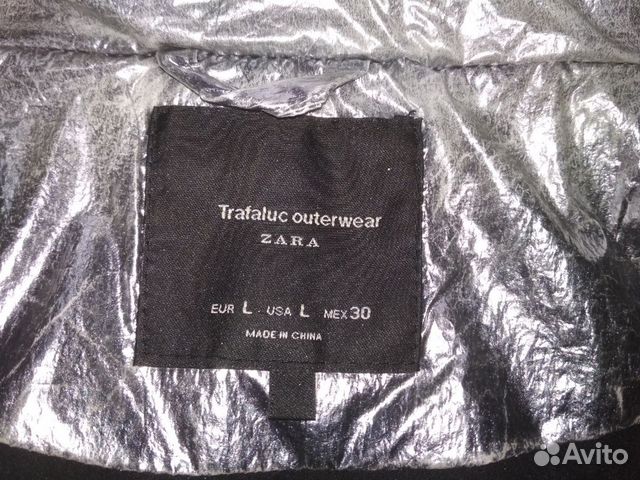 Trafaluc outerwear
ZARA
EUR L · USA L MEX 30
MADE IN CHINA
Avito